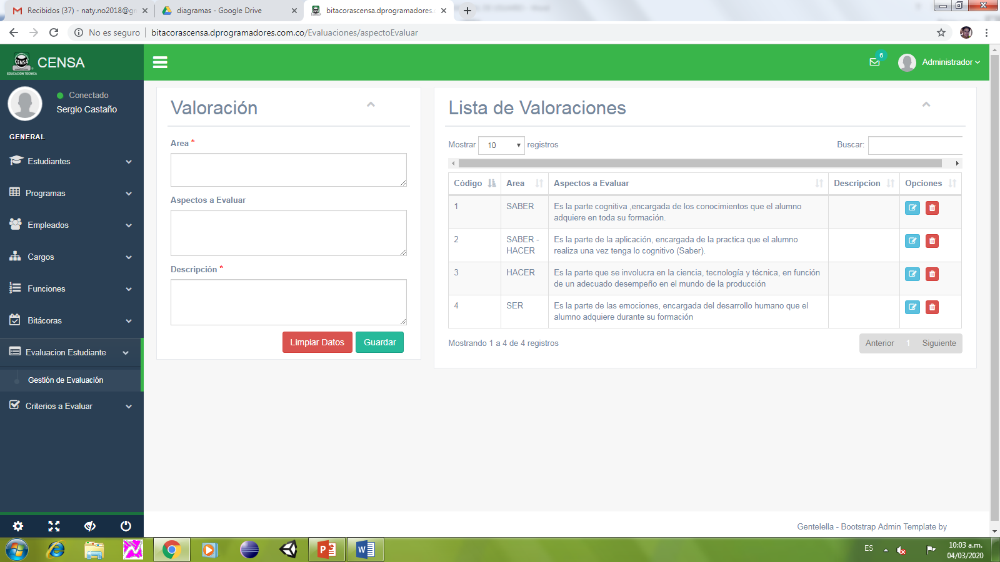 Recibidos (37) - naty.no2018@gm
diagramas - Google Drive
bitacorascensa.dprogramadores.
No es seguro
bitacorascensa.dprogramadores.com.co/Evaluaciones/aspectoEvaluar
CENSA
EDUCACIÓN TÉCNICA
CENSA
6
Administrador
Conectado
Sergio Castaño
GENERAL
Estudiantes
Programas
Empleados
Cargos
Funciones
Bitácoras
Evaluacion Estudiante
Gestión de Evaluación
Criterios a Evaluar
Valoración
Area *
Aspectos a Evaluar
Descripción *
Limpiar Datos
Guardar
Lista de Valoraciones
Mostrar 10 registros
Buscar:
Código Area Aspectos a Evaluar Descripcion Opciones
1 SABER Es la parte cognitiva ,encargada de los conocimientos que el alumno
adquiere en toda su formación.
2 SABER - Es la parte de la aplicación, encargada de la practica que el alumno
HACER realiza una vez tenga lo cognitivo (Saber).
3 HACER Es la parte que se involucra en la ciencia, tecnología y técnica, en función
de un adecuado desempeño en el mundo de la producción
4 SER Es la parte de las emociones, encargada del desarrollo humano que el
alumno adquiere durante su formación
Mostrando 1 a 4 de 4 registros
Anterior 1 Siguiente
Gentelella - Bootstrap Admin Template by
ES
10:03 a.m.
04/03/2020